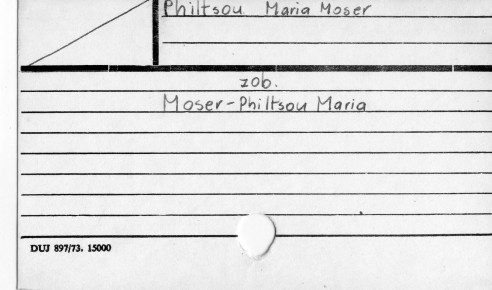 Philtsou Maria Moser
zob.
Moser-Philtsou Maria
DUJ 897/73. 15000